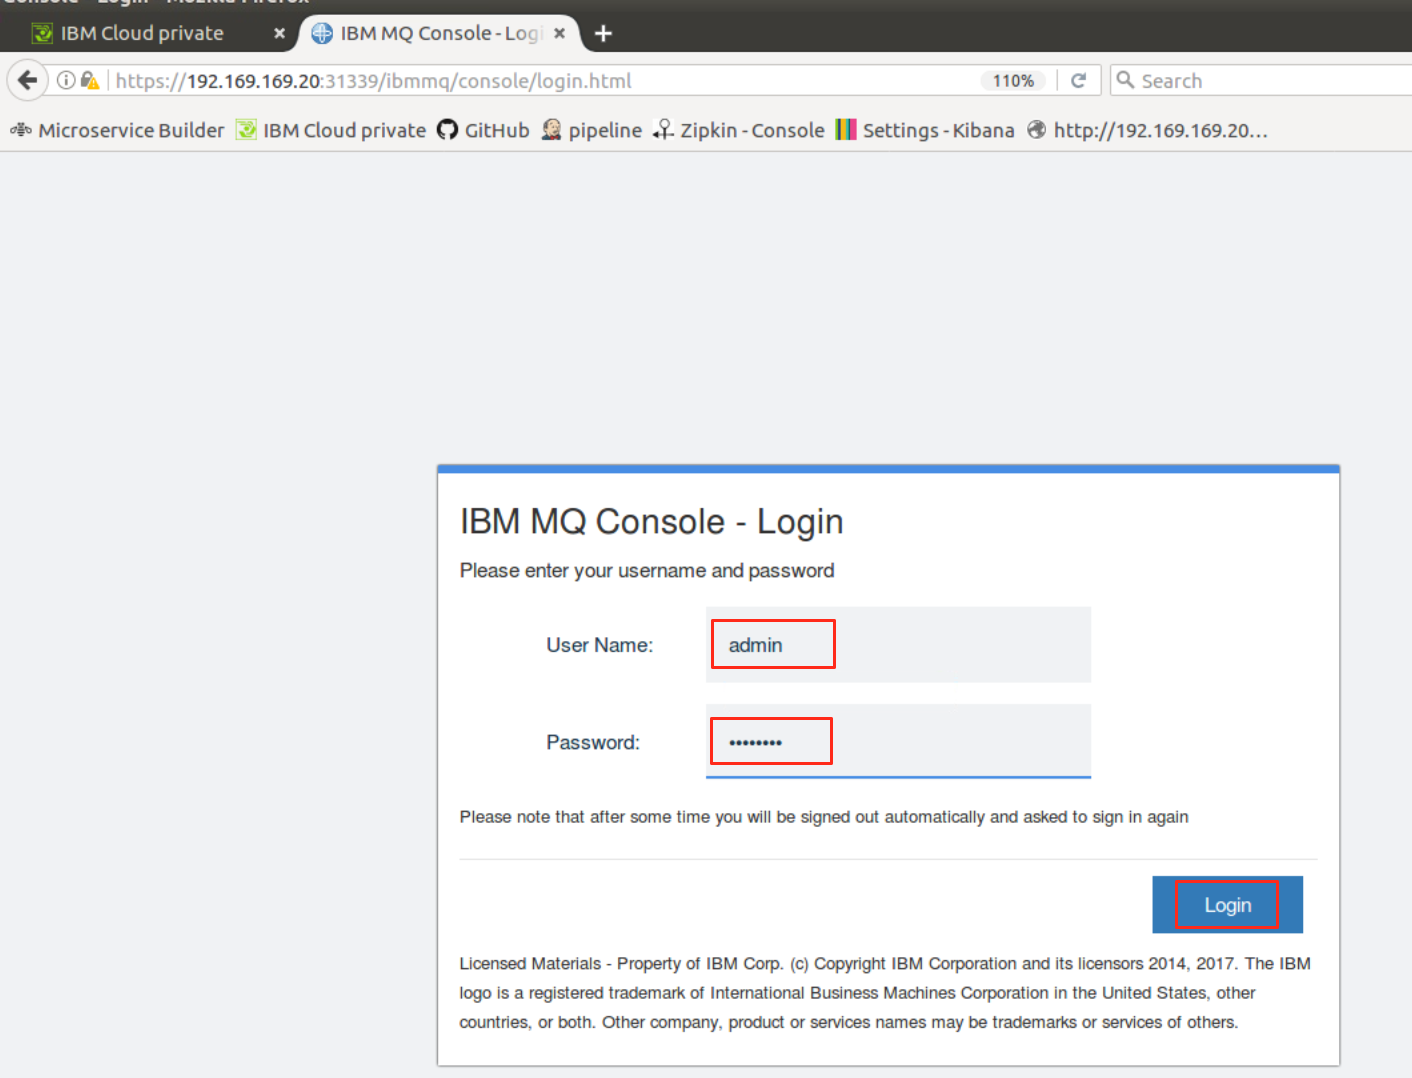 Console - Login - Mozilla Firefox
IBM Cloud private
IBM MQ Console - Logi
https://192.169.169.20:31339/ibmmq/console/login.html
110%
Search
Microservice Builder IBM Cloud private GitHub pipeline Zipkin - Console Settings - Kibana http://192.169.169.20...
IBM MQ Console - Login
Please enter your username and password
User Name: admin
Password: ••••••••
Please note that after some time you will be signed out automatically and asked to sign in again
Login
Licensed Materials - Property of IBM Corp. (c) Copyright IBM Corporation and its licensors 2014, 2017. The IBM
logo is a registered trademark of International Business Machines Corporation in the United States, other
countries, or both. Other company, product or services names may be trademarks or services of others.